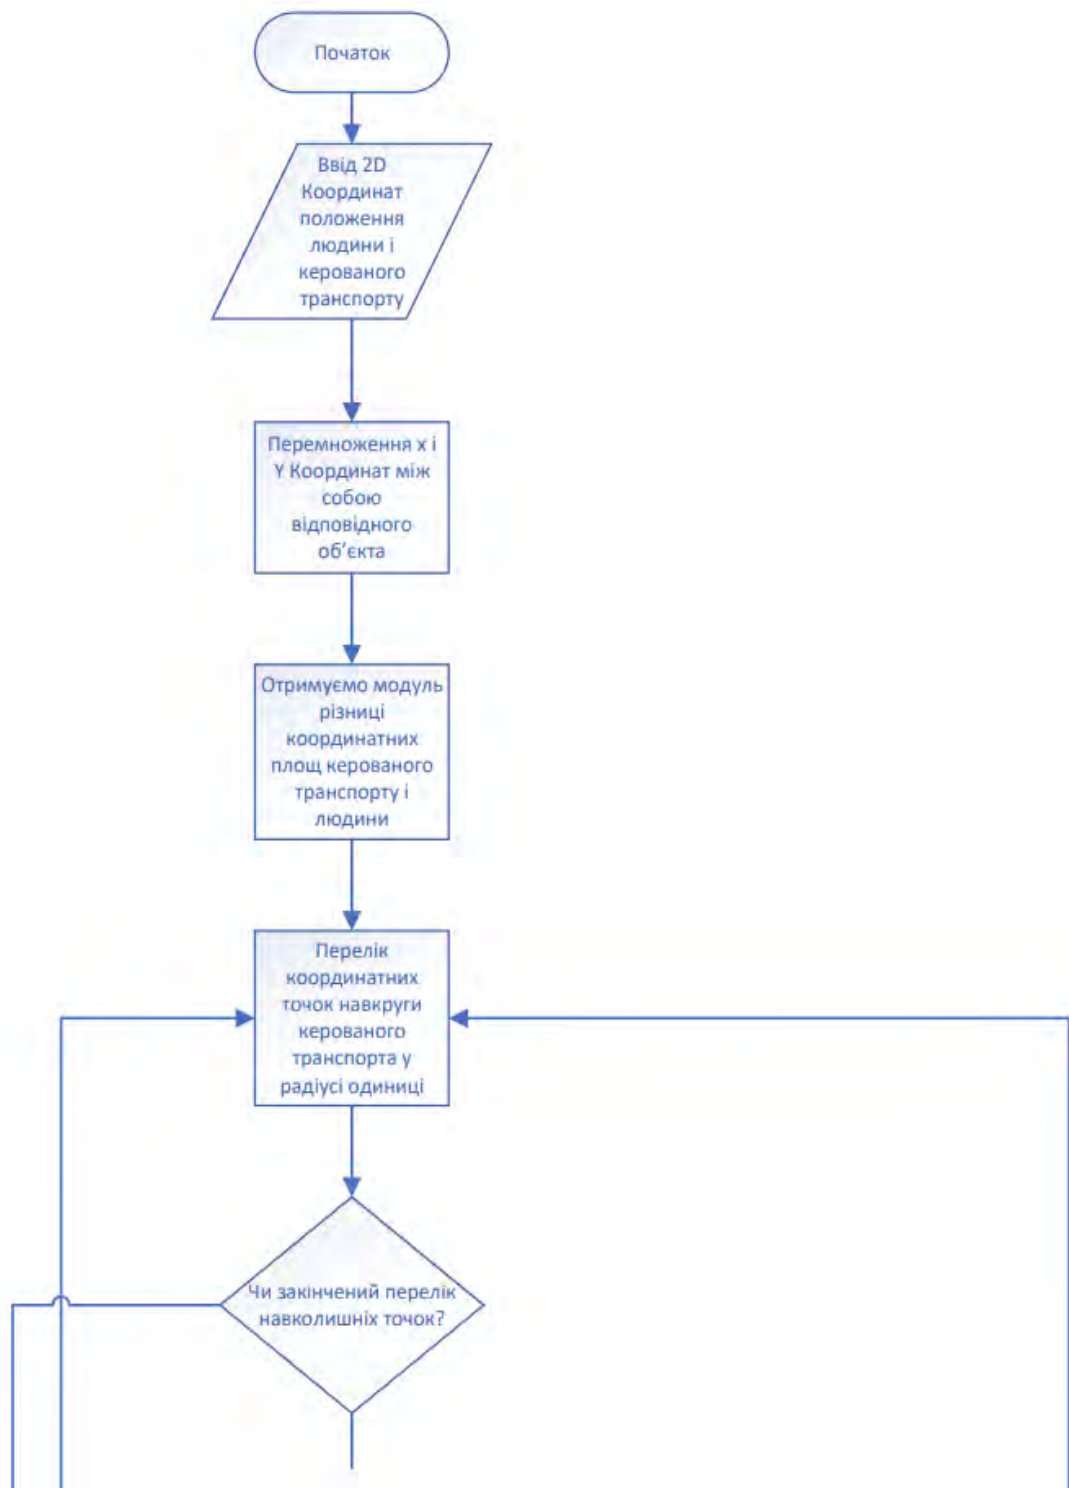 Початок
Ввід 2D
Координат
положення
людини і
керованого
транспорту
Перемноження х і
Y Координат між
собою
відповідного
об’єкта
Отримуємо модуль
різниці
координатних
площ керованого
транспорту і
людини
Перелік
координатних
точок навкруги
керованого
транспорта у
радіусі одиниці
Чи закінчений перелік
навколишніх точок?